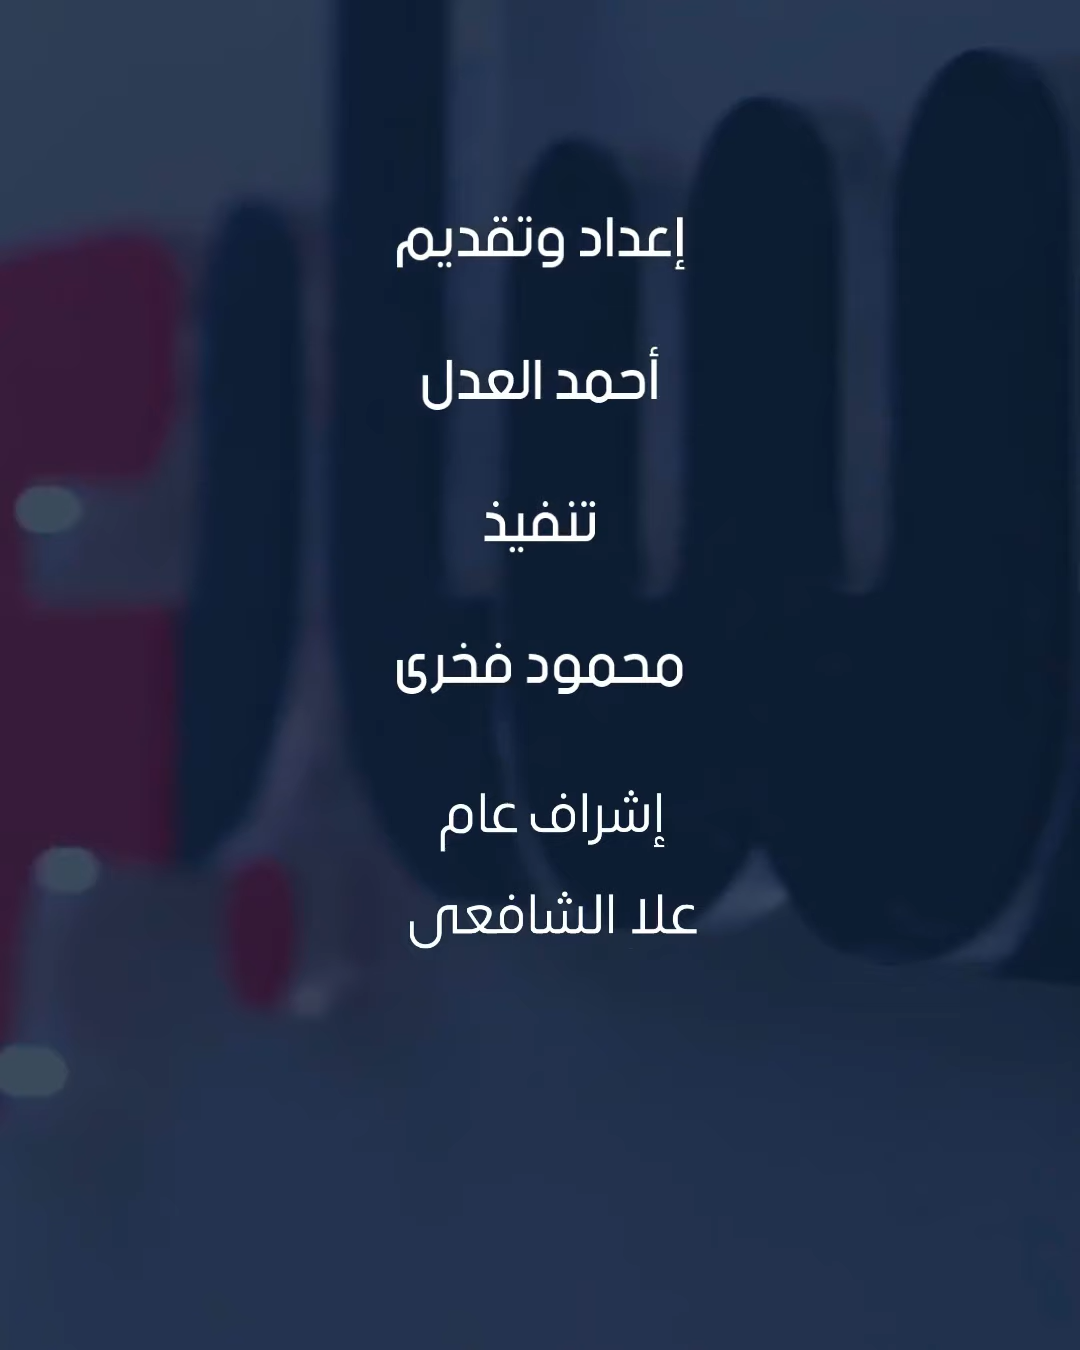 إعداد وتقديم
أحمد العدل
تنفيذ
محمود فخرى
إشراف عام
علا الشافعى